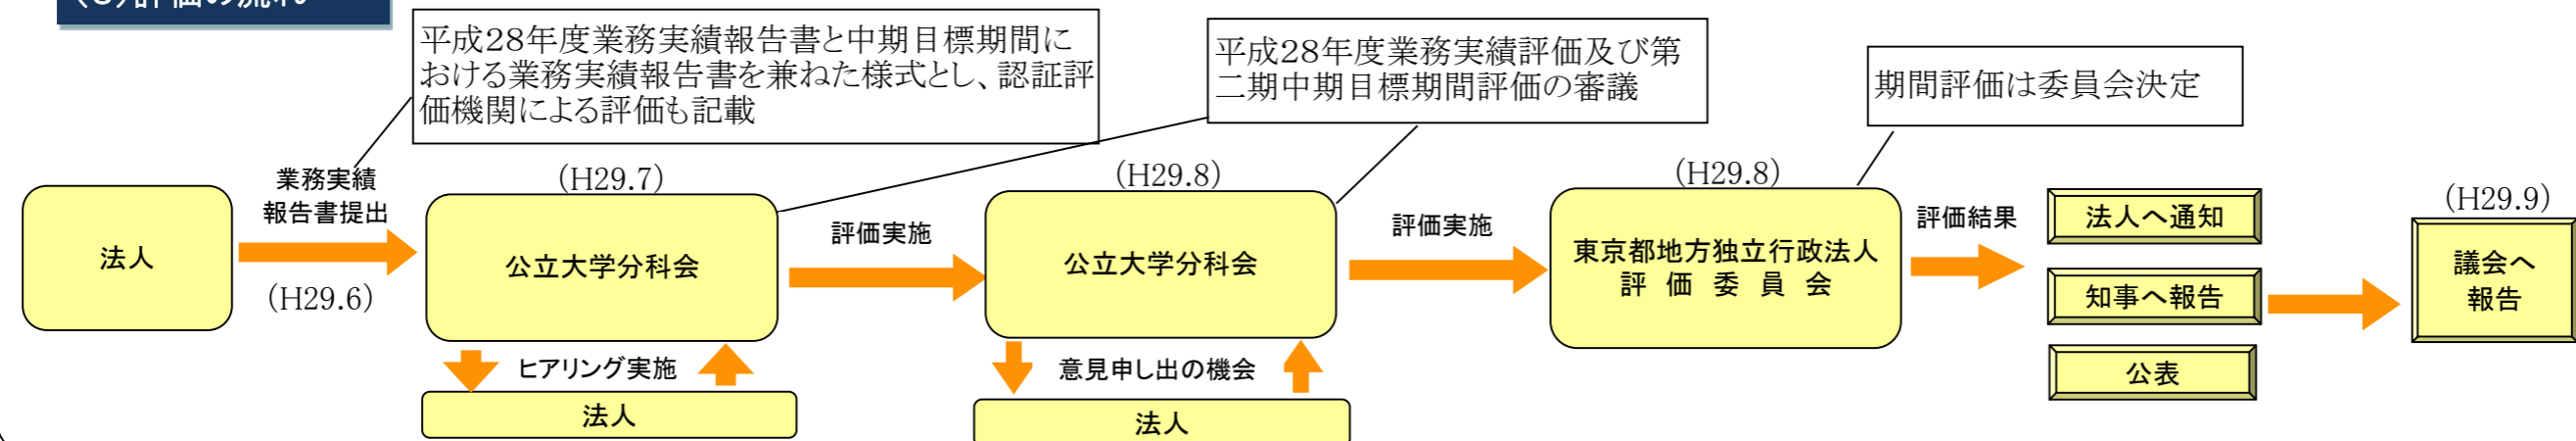 (3)評価の流れ
平成28年度業務実績報告書と中期目標期間に
おける業務実績報告書を兼ねた様式とし、認証評
価機関による評価も記載
平成28年度業務実績評価及び第
二期中期目標期間評価の審議
期間評価は委員会決定
法人
業務実績
報告書提出
(H29.6)
(H29.7)
公立大学分科会
ヒアリング実施
法人
評価実施
(H29.8)
公立大学分科会
意見申し出の機会
法人
評価実施
(H29.8)
東京都地方独立行政法人
評 価 委 員 会
評価結果
法人へ通知
知事へ報告
公表
(H29.9)
議会へ
報告